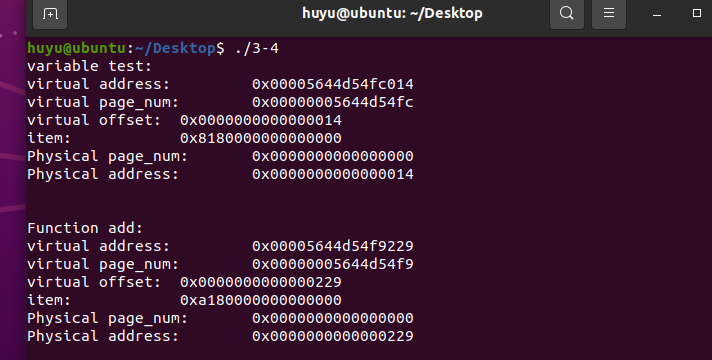 huyu@ubuntu: ~/Desktop
huyu@ubuntu:~/Desktop$ ./3-4
variable test:
virtual address:         0x00005644d54fc014
virtual page_num:        0x00000005644d54fc
virtual offset:  0x0000000000000014
item:            0x8180000000000000
Physical page_num:       0x0000000000000000
Physical address:        0x0000000000000014
Function add:
virtual address:         0x00005644d54f9229
virtual page_num:        0x00000005644d54f9
virtual offset:  0x0000000000000229
item:            0xa180000000000000
Physical page_num:       0x0000000000000000
Physical address:        0x0000000000000229